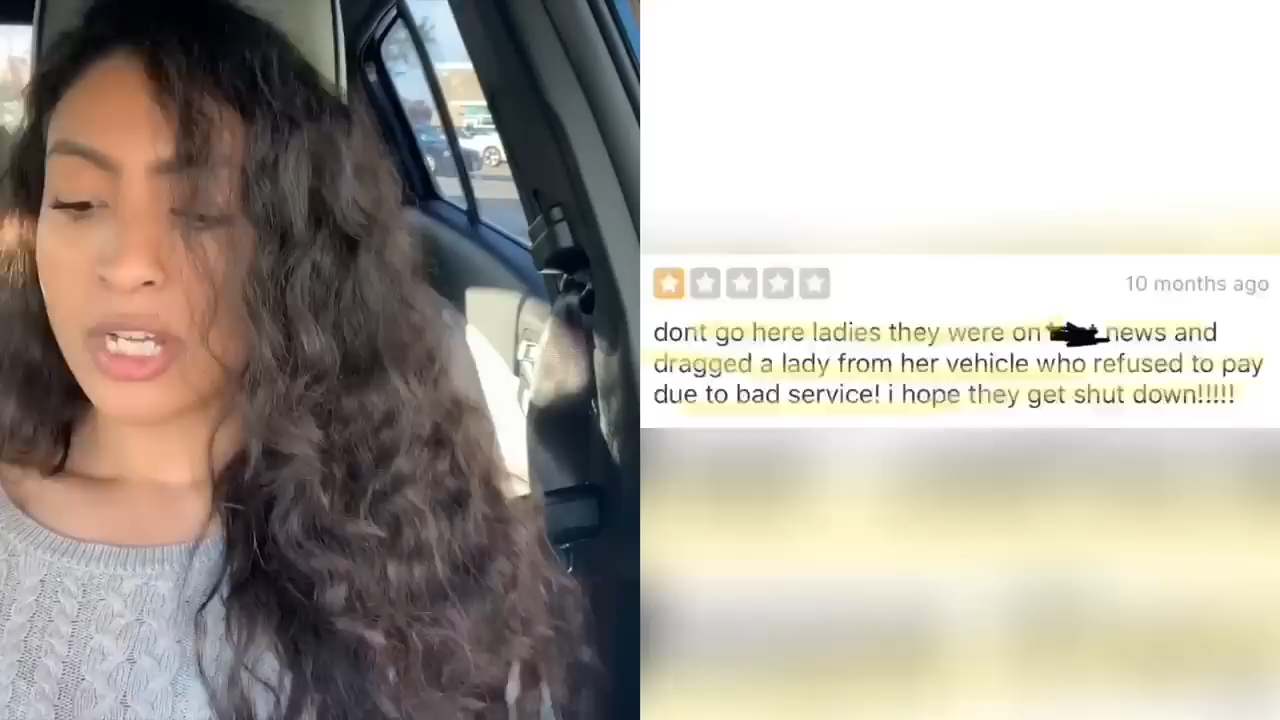 10 months ago
dont go here ladies they were on news and
dragged a lady from her vehicle who refused to pay
due to bad service! i hope they get shut down!!!!!